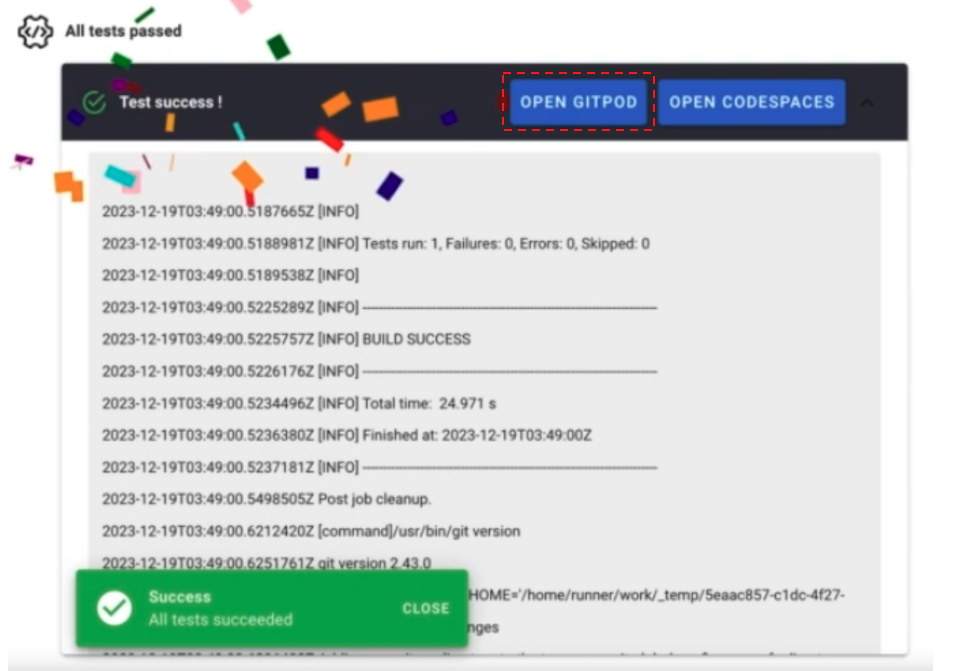 All tests passed
Test success !
OPEN GITPOD
OPEN CODESPACES
2023-12-19T03:49:00.5187665Z [INFO]
2023-12-19T03:49:00.5188981Z [INFO] Tests run: 1, Failures: 0, Errors: 0, Skipped: 0
2023-12-19T03:49:00.5189538Z [INFO]
2023-12-19T03:49:00.5225289Z [INFO] ------------------------------------------------------------------------
2023-12-19T03:49:00.5225757Z [INFO] BUILD SUCCESS
2023-12-19T03:49:00.5226176Z [INFO] ------------------------------------------------------------------------
2023-12-19T03:49:00.5234496Z [INFO] Total time:  24.971 s
2023-12-19T03:49:00.5236380Z [INFO] Finished at: 2023-12-19T03:49:00Z
2023-12-19T03:49:00.5237181Z [INFO] ------------------------------------------------------------------------
2023-12-19T03:49:00.5498505Z Post job cleanup.
2023-12-19T03:49:00.6212420Z [command]/usr/bin/git version
2023-12-19T03:49:00.6251761Z git version 2.43.0
HOME='/home/runner/work/_temp/5eaac857-c1dc-4f27-
nges
Success
All tests succeeded
CLOSE